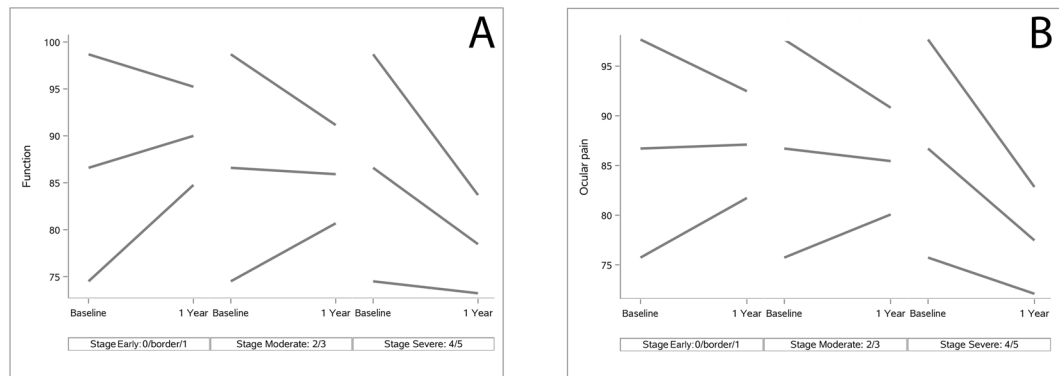 A
100
95
90
85
80
75
Function
Baseline
1 Year
Baseline
1 Year
Baseline
1 Year
Stage Early:0/border/1
Stage Moderate: 2/3
Stage Severe: 4/5
B
95
90
85
80
75
Ocular pain
Baseline
1 Year
Baseline
1 Year
Baseline
1 Year
Stage Early:0/border/1
Stage Moderate: 2/3
Stage Severe: 4/5